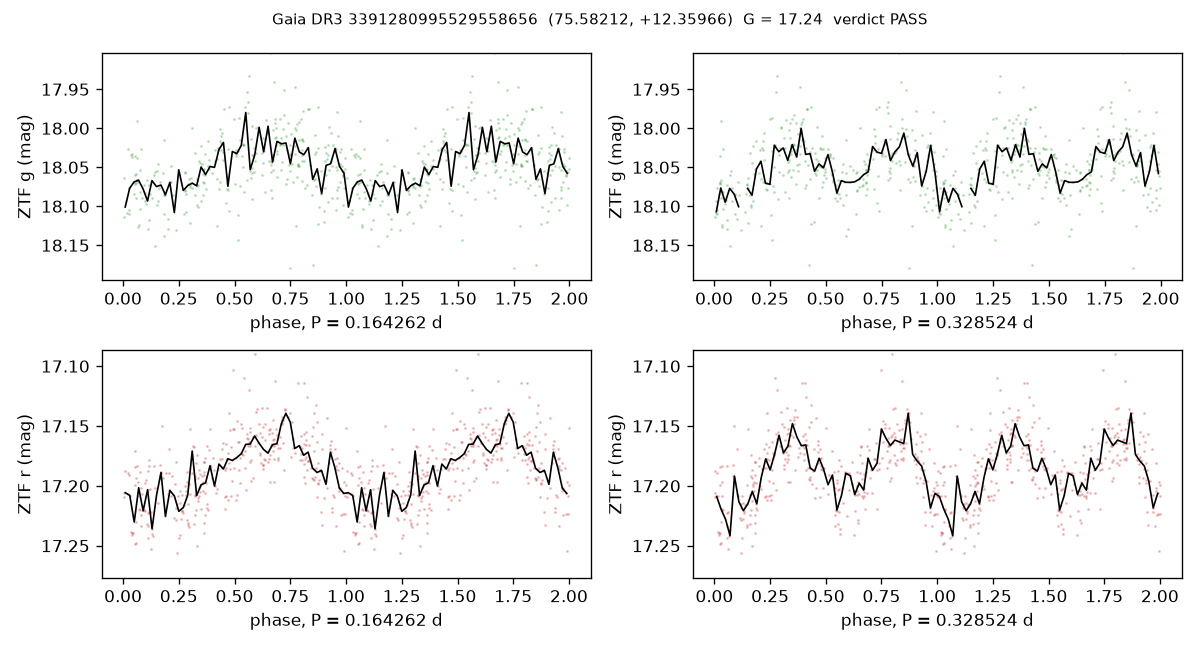 Gaia DR3 3391280995529558656 (75.58212, +12.35966) G = 17.24 verdict PASS
ZTF g (mag)
17.95
18.00
18.05
18.10
18.15
0.00 0.25 0.50 0.75 1.00 1.25 1.50 1.75 2.00
phase, P = 0.164262 d
ZTF g (mag)
17.95
18.00
18.05
18.10
18.15
0.00 0.25 0.50 0.75 1.00 1.25 1.50 1.75 2.00
phase, P = 0.328524 d
ZTF r (mag)
17.10
17.15
17.20
17.25
0.00 0.25 0.50 0.75 1.00 1.25 1.50 1.75 2.00
phase, P = 0.164262 d
ZTF r (mag)
17.10
17.15
17.20
17.25
0.00 0.25 0.50 0.75 1.00 1.25 1.50 1.75 2.00
phase, P = 0.328524 d